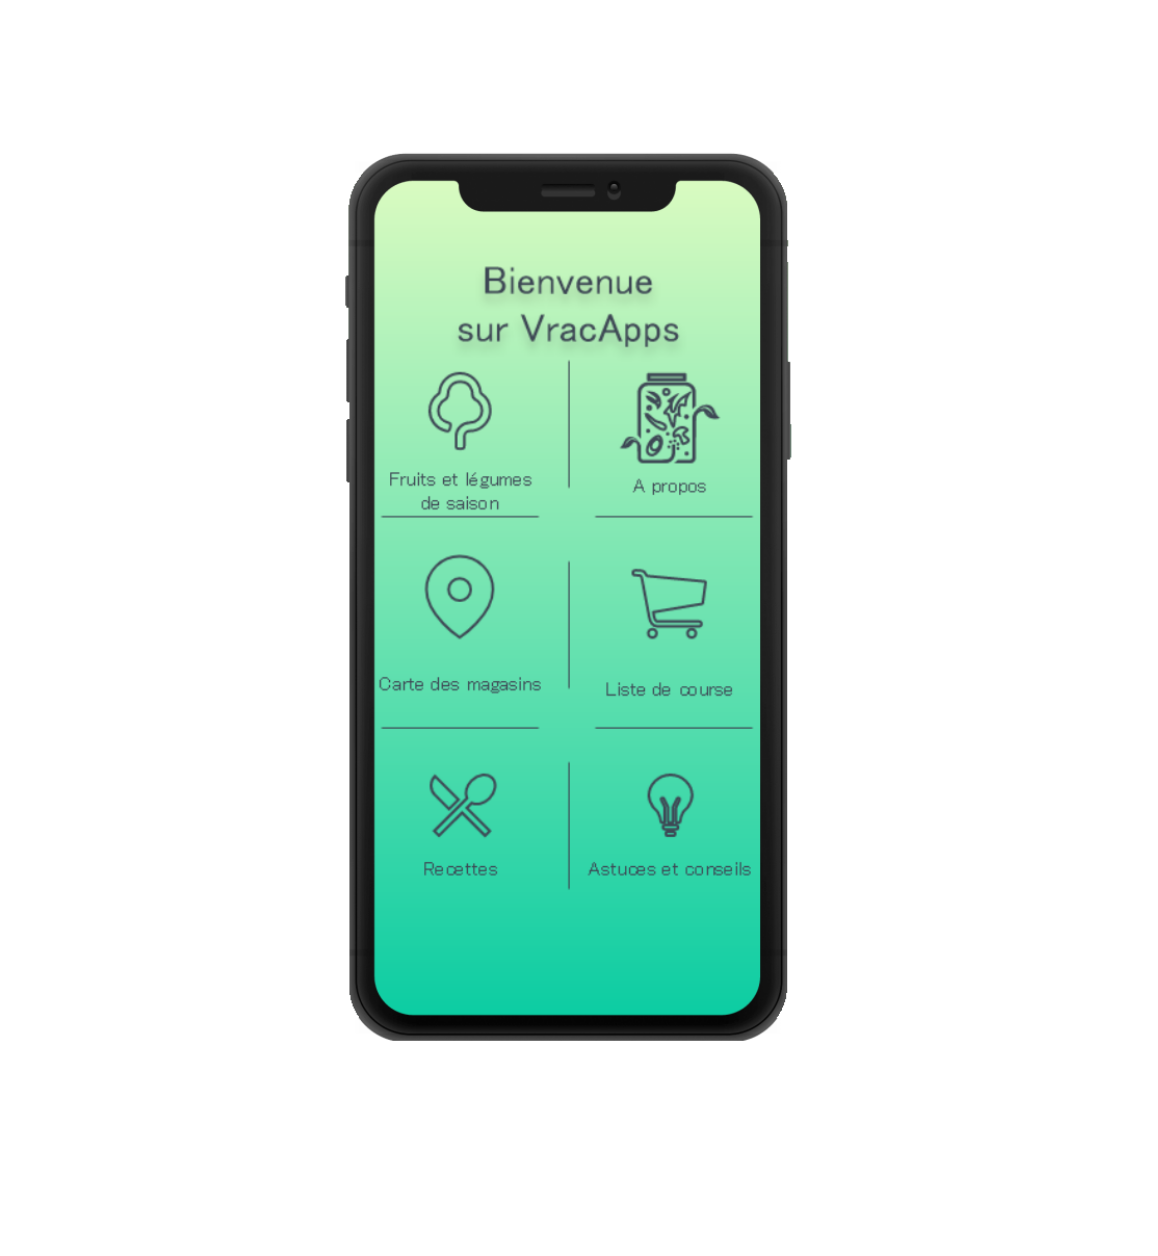 Bienvenue
sur VracApps
Fruits et légumes
de saison
A propos
Carte des magasins
Liste de course
Recettes
Astuces et conseils